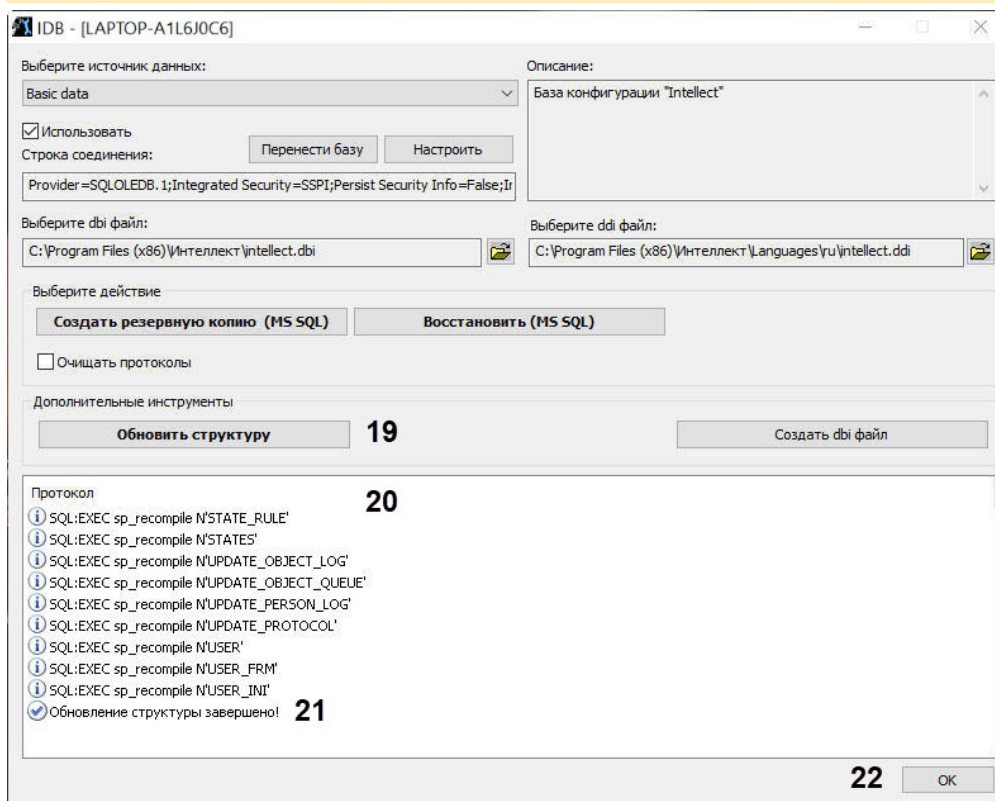 IDB - [LAPTOP-A1L6J0C6]
Выберите источник данных:
Basic data
Описание:
База конфигурации "Intellect"
Использовать
Строка соединения:
Перенести базу
Настроить
Provider=SQLOLEDB.1;Integrated Security=SSPI;Persist Security Info=False;Ir
Выберите dbi файл:
C:\Program Files (x86)\Интеллект\intellect.dbi
Выберите ddi файл:
C:\Program Files (x86)\Интеллект\Languages\ru\intellect.ddi
Выберите действие
Создать резервную копию (MS SQL)
Восстановить (MS SQL)
Очищать протоколы
Дополнительные инструменты
Обновить структуру
19
Создать dbi файл
Протокол
20
SQL:EXEC sp_recompile N'STATE_RULE'
SQL:EXEC sp_recompile N'STATES'
SQL:EXEC sp_recompile N'UPDATE_OBJECT_LOG'
SQL:EXEC sp_recompile N'UPDATE_OBJECT_QUEUE'
SQL:EXEC sp_recompile N'UPDATE_PERSON_LOG'
SQL:EXEC sp_recompile N'UPDATE_PROTOCOL'
SQL:EXEC sp_recompile N'USER'
SQL:EXEC sp_recompile N'USER_FRM'
SQL:EXEC sp_recompile N'USER_INI'
Обновление структуры завершено!
21
22
OK